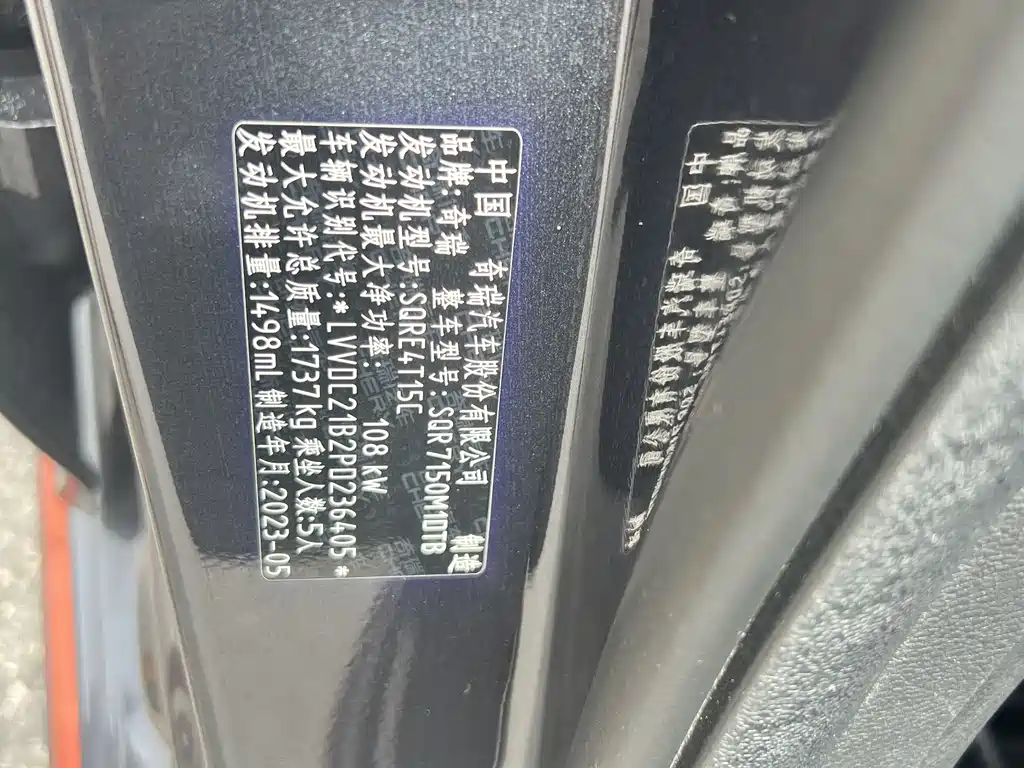 中国 奇瑞汽车股份有限公司 制造
品牌:奇瑞 整车型号:SQR7150M1DTB
发动机型号:SQRE4T15C
发动机最大净功率: 108 kW
车辆识别代号:*LVVDC21B2PD236405*
最大允许总质量:1737kg 乘坐人数:5人
发动机排量:1498mL 制造年月:2023-05